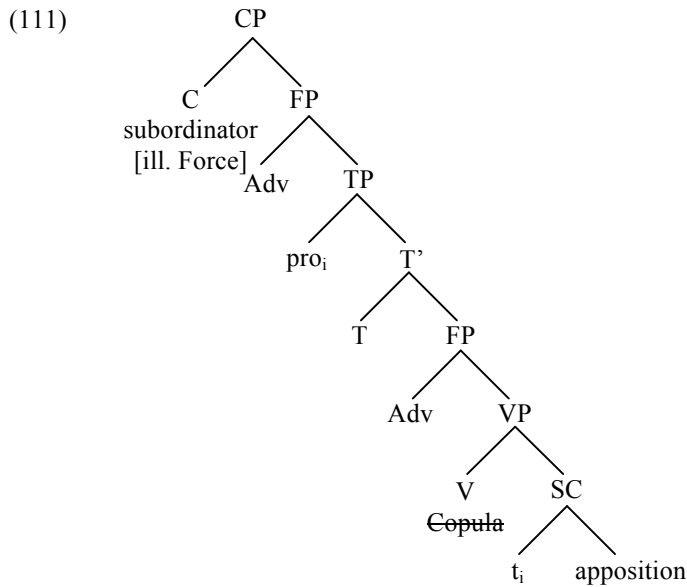 (111) CP
C FP
subordinator
[ill. Force] Adv TP
proᵢ T’
T FP
Adv VP
V SC
Copula
tᵢ apposition